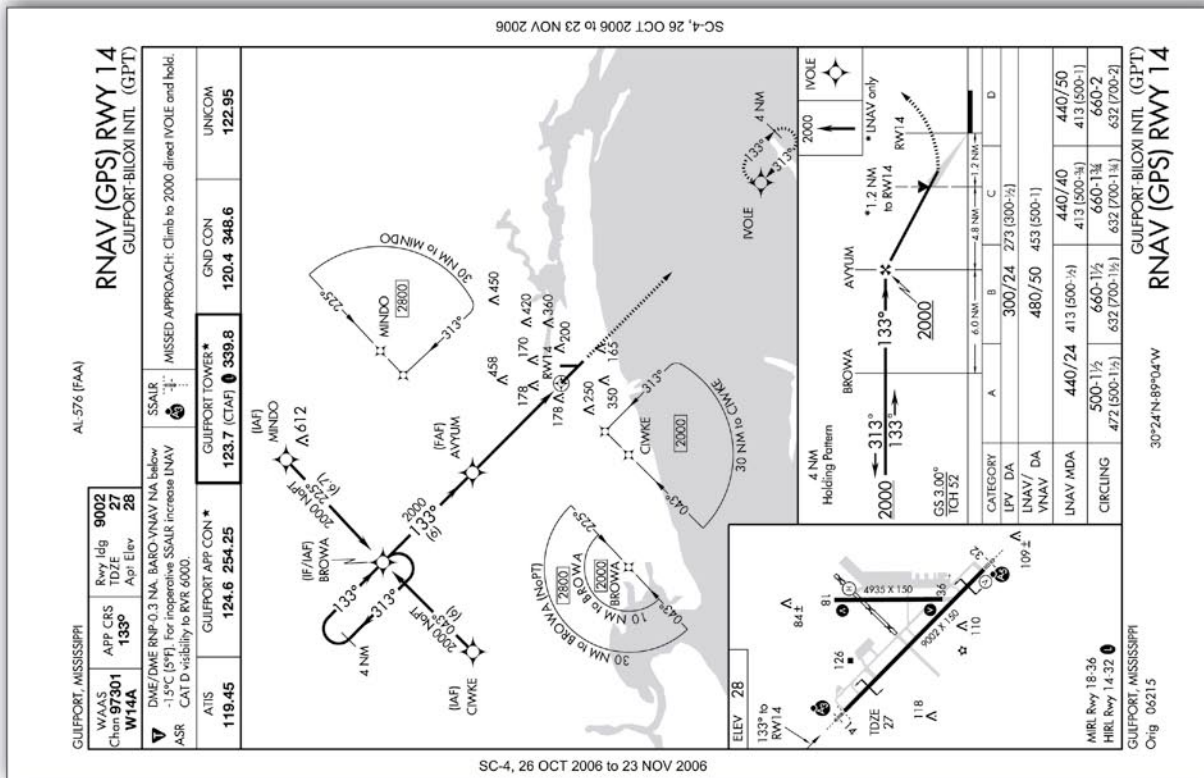 SC-4, 26 OCT 2006 to 23 NOV 2006
GULFPORT, MISSISSIPPI
AL-576 (FAA)
WAAS
Chan 97301
W14A
APP CRS
133°
Rwy ldg 9002
TDZE 27
Apt Elev 28
RNAV (GPS) RWY 14
GULFPORT-BILOXI INTL (GPT)
DME/DME RNP-0.3 NA. BARO-VNAV NA below
-15°C (5°F). For inoperative SSALR increase LNAV
CAT D visibility to RVR 6000.
ASR
SSALR
MISSED APPROACH: Climb to 2000 direct IVOLE and hold.
ATIS
119.45
GULFPORT APP CON★
124.6 254.25
GULFPORT TOWER★
123.7 (CTAF) L 339.8
GND CON
120.4 348.6
UNICOM
122.95
(IAF)
MINDO
612
2000 NoPT
225°
(6.7)
(IF/IAF)
BROWA
133°
313°
4 NM
2000
133°
(6)
2000 NoPT
043°
(6)
(IAF)
CIWKE
(FAF)
AVYUM
30 NM to MINDO
225°
MINDO
2800
313°
458
450
178
170
420
RW14
360
178
200
250
350
165
30 NM to BROWA (NoPT)
2800
10 NM to BROWA
2000
BROWA
225°
043°
313°
CIWKE
2000
043°
30 NM to CIWKE
IVOLE
133°
313°
4 NM
ELEV 28
133° to
RW14
14
TDZE
27
118
126
84±
18
4935 X 150
36
9002 X 150
110
32
109±
MIRL Rwy 18-36
HIRL Rwy 14-32 L
4 NM
Holding Pattern
2000
313°
133°
BROWA
133°
AVYUM
2000
*1.2 NM
to RW14
RW14
2000
IVOLE
*LNAV only
GS 3.00°
TCH 52
6.0 NM
4.8 NM
1.2 NM
CATEGORY A B C D
LPV DA 300/24 273 (300-½)
LNAV/ VNAV DA 480/50 453 (500-1)
LNAV MDA 440/24 413 (500-½) 440/40 413 (500-¾) 440/50 413 (500-1)
CIRCLING 500-1½ 472 (500-1½) 660-1½ 632 (700-1½) 660-1¾ 632 (700-1¾) 660-2 632 (700-2)
GULFPORT, MISSISSIPPI
Orig 06215
30°24'N-89°04'W
GULFPORT-BILOXI INTL (GPT)
RNAV (GPS) RWY 14
SC-4, 26 OCT 2006 to 23 NOV 2006